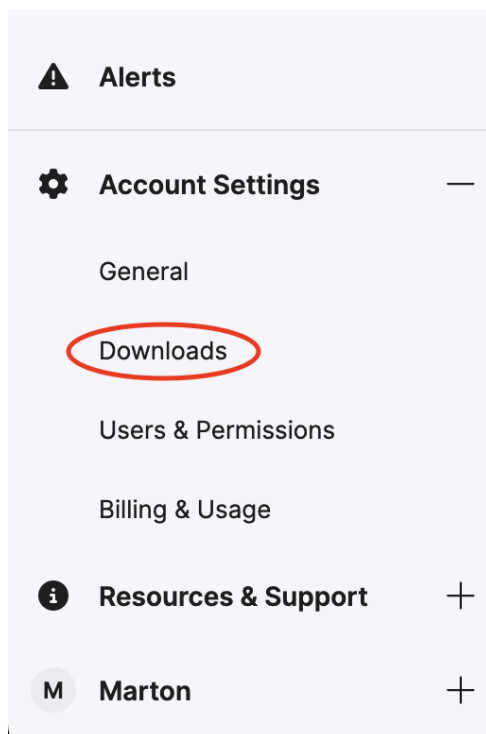 Alerts
Account Settings
General
Downloads
Users & Permissions
Billing & Usage
Resources & Support
M Marton